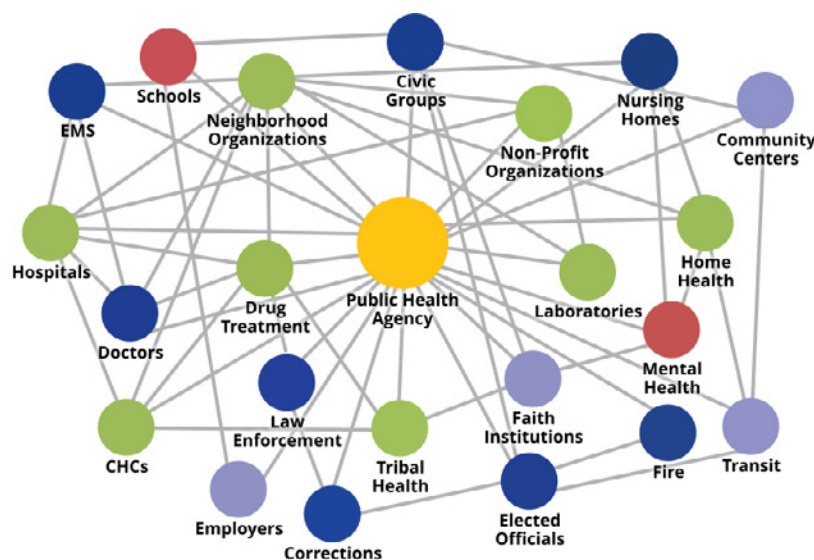 Civic
Groups
Schools
Nursing
Homes
EMS
Neighborhood
Organizations
Non-Profit
Organizations
Community
Centers
Hospitals
Home
Health
Public Health
Agency
Drug
Treatment
Laboratories
Doctors
Mental
Health
Law
Enforcement
Faith
Institutions
CHCs
Tribal
Health
Fire
Transit
Employers
Elected
Officials
Corrections